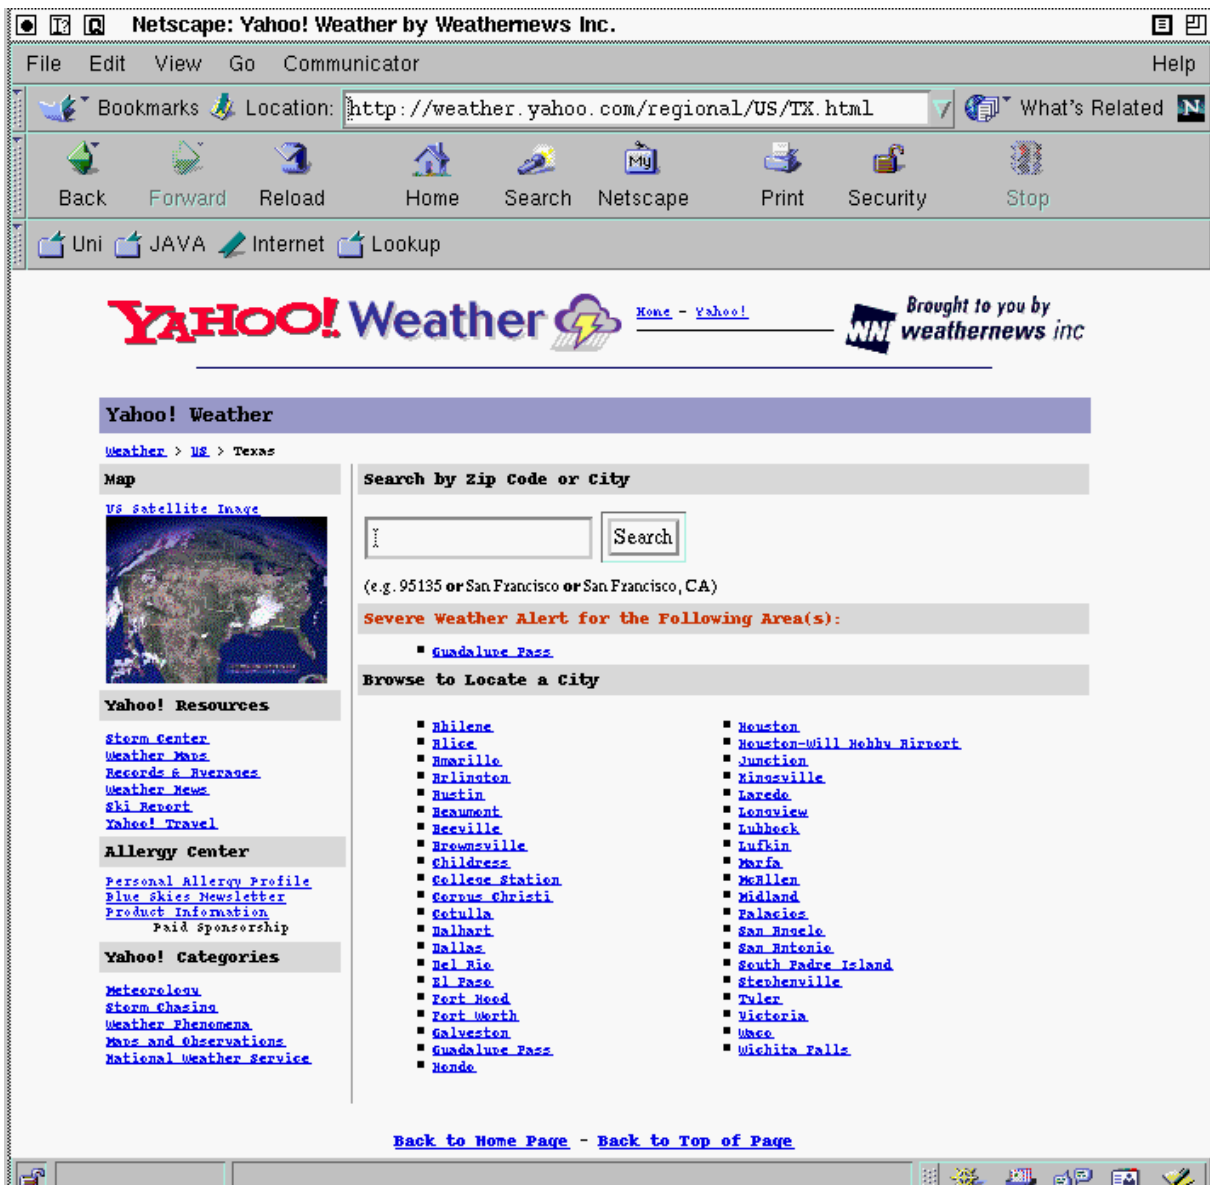 Netscape: Yahoo! Weather by Weathernews Inc.
File Edit View Go Communicator Help
Bookmarks Location: http://weather.yahoo.com/regional/US/TX.html What's Related N
My
Back Forward Reload Home Search Netscape Print Security Stop
Uni JAVA Internet Lookup
YAHOO! Weather Home - Yahoo! WNI Brought to you by
weathernews inc
Yahoo! Weather
Weather > US > Texas
Map
US Satellite Image
Yahoo! Resources
Storm Center
Weather Maps
Records & Averages
Weather News
Ski Report
Yahoo! Travel
Allergy Center
Personal Allergy Profile
Blue Skies Newsletter
Product Information
Paid Sponsorship
Yahoo! Categories
Meteorology
Storm Chasing
Weather Phenomena
Maps and Observations
National Weather Service
Search by Zip Code or City
Search
(e.g. 95135 or San Francisco or San Francisco, CA)
Severe Weather Alert for the Following Area(s):
Guadalupe Pass
Browse to Locate a City
Abilene
Alice
Amarillo
Arlington
Austin
Beaumont
Beeville
Brownsville
Childress
College Station
Corpus Christi
Cotulla
Dalhart
Dallas
Del Rio
El Paso
Fort Hood
Fort Worth
Galveston
Guadalupe Pass
Hondo
Houston
Houston-Will Hobby Airport
Junction
Kingsville
Laredo
Longview
Lubbock
Lufkin
Marfa
McAllen
Midland
Palacios
San Angelo
San Antonio
South Padre Island
Stephenville
Tyler
Victoria
Waco
Wichita Falls
Back to Home Page - Back to Top of Page